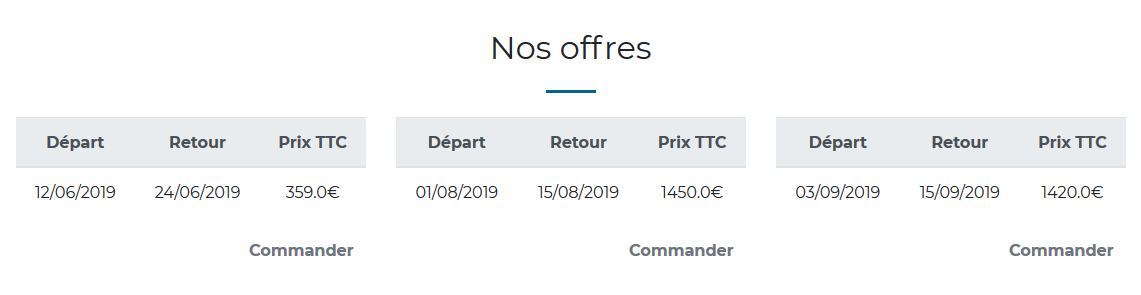 Nos offres
Départ Retour Prix TTC
12/06/2019 24/06/2019 359.0€
Commander
Départ Retour Prix TTC
01/08/2019 15/08/2019 1450.0€
Commander
Départ Retour Prix TTC
03/09/2019 15/09/2019 1420.0€
Commander